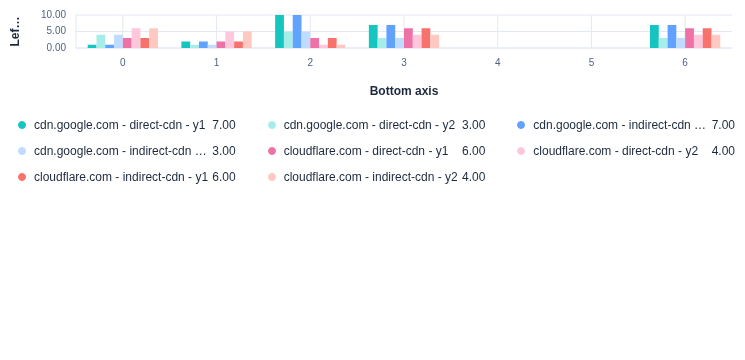 10.00
5.00
0.00
Lef...
0 1 2 3 4 5 6
Bottom axis
cdn.google.com - direct-cdn - y1 7.00 cdn.google.com - direct-cdn - y2 3.00 cdn.google.com - indirect-cdn ... 7.00
cdn.google.com - indirect-cdn ... 3.00 cloudflare.com - direct-cdn - y1 6.00 cloudflare.com - direct-cdn - y2 4.00
cloudflare.com - indirect-cdn - y1 6.00 cloudflare.com - indirect-cdn - y2 4.00